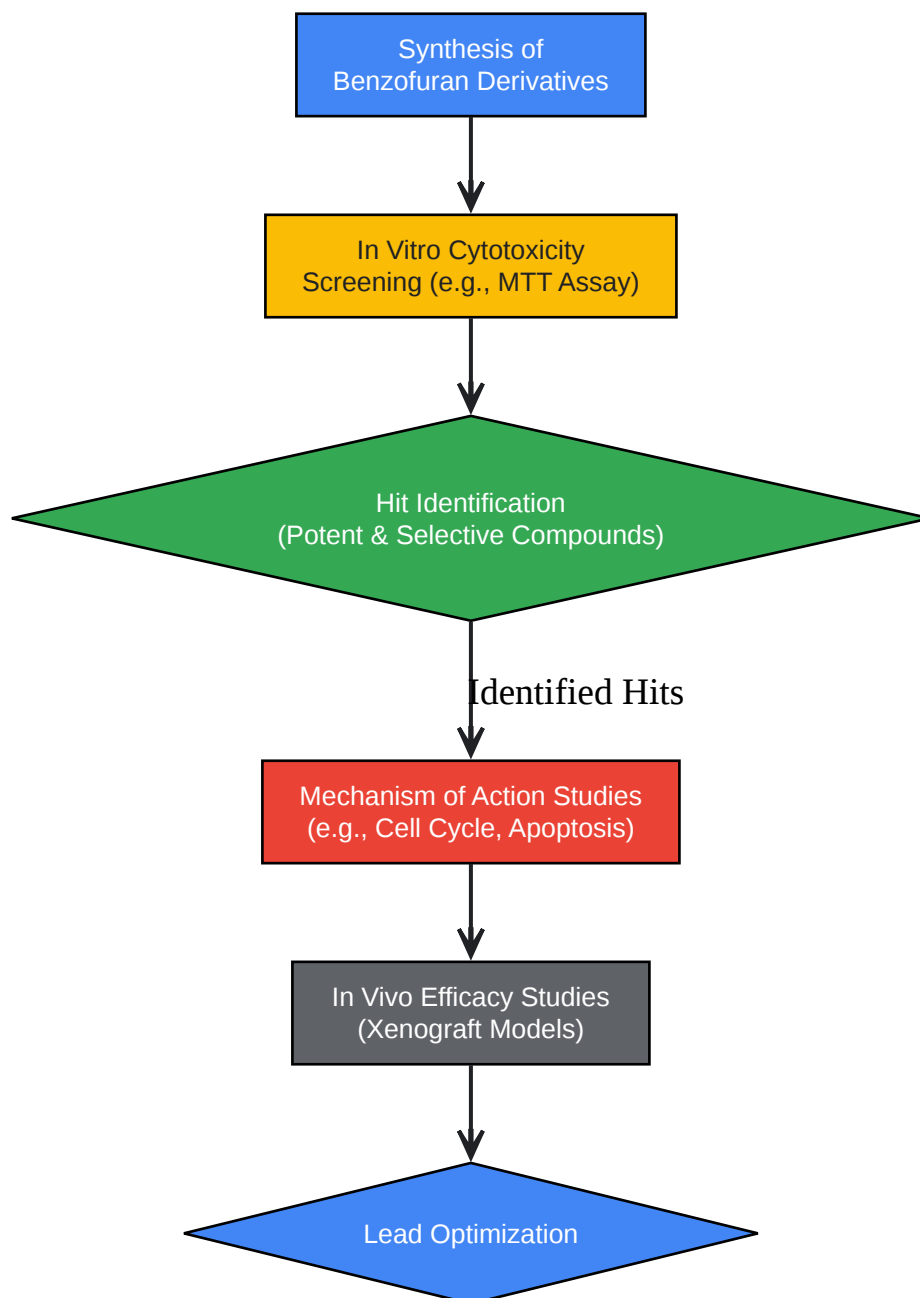 Synthesis of
Benzofuran Derivatives
In Vitro Cytotoxicity
Screening (e.g., MTT Assay)
Hit Identification
(Potent & Selective Compounds)
Identified Hits
Mechanism of Action Studies
(e.g., Cell Cycle, Apoptosis)
In Vivo Efficacy Studies
(Xenograft Models)
Lead Optimization